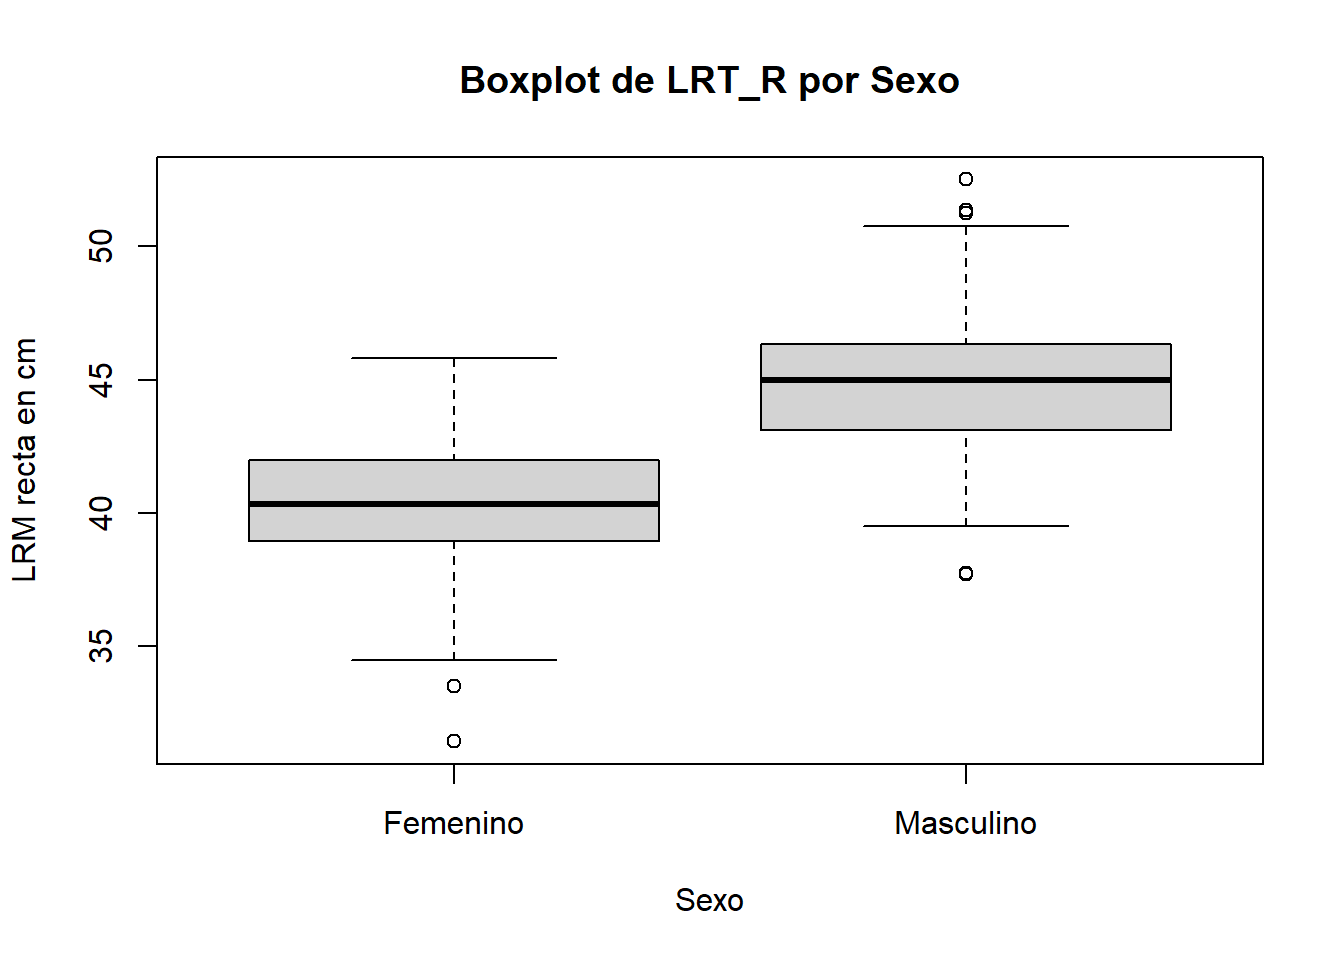 Boxplot de LRT_R por Sexo
LRM recta en cm
50
45
40
35
Femenino
Masculino
Sexo